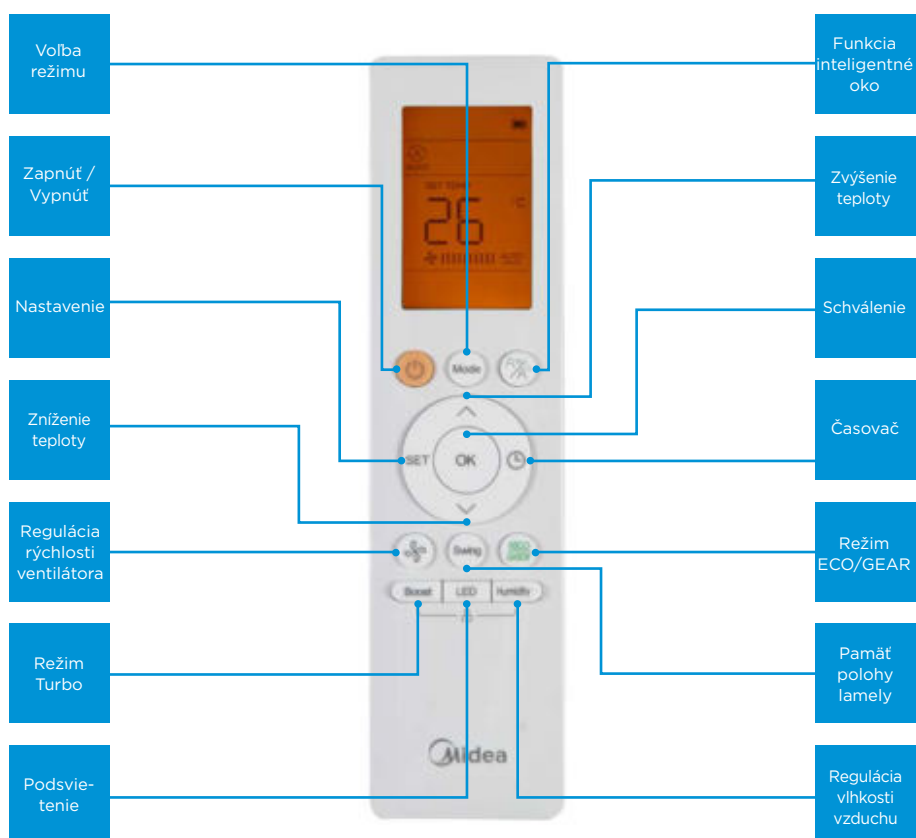 Voľba
režimu
Zapnúť /
Vypnúť
Nastavenie
Zníženie
teploty
Regulácia
rýchlosti
ventilátora
Režim
Turbo
Podsvie-
tenie
SET TEMP
26
°C
Mode
SET
OK
Swing
ECO
GEAR
Boost
LED
Humidity
Midea
Funkcia
inteligentné
oko
Zvýšenie
teploty
Schválenie
Časovač
Režim
ECO/GEAR
Pamäť
polohy
lamely
Regulácia
vlhkosti
vzduchu